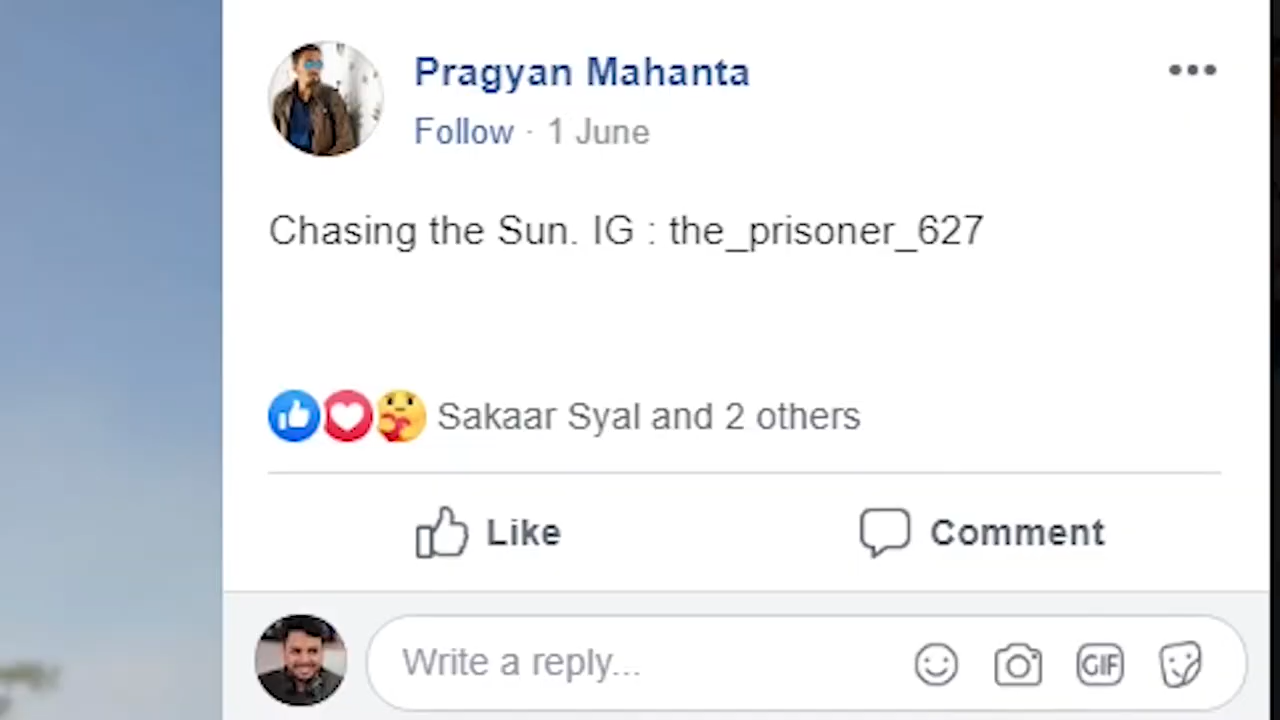 Pragyan Mahanta
Follow · 1 June
Chasing the Sun. IG : the_prisoner_627
Sakaar Syal and 2 others
Like
Comment
Write a reply...
GIF